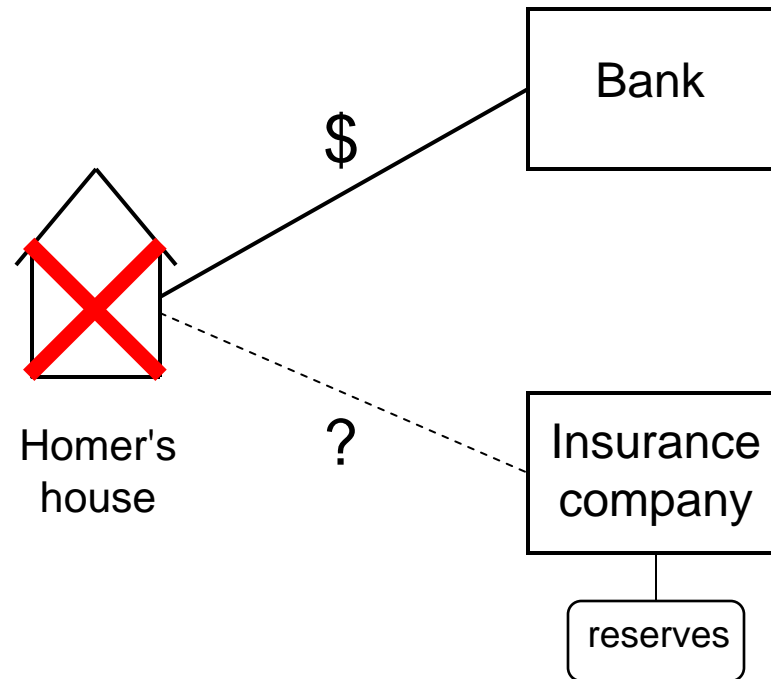 Bank
$
Homer's
house
?
Insurance
company
reserves